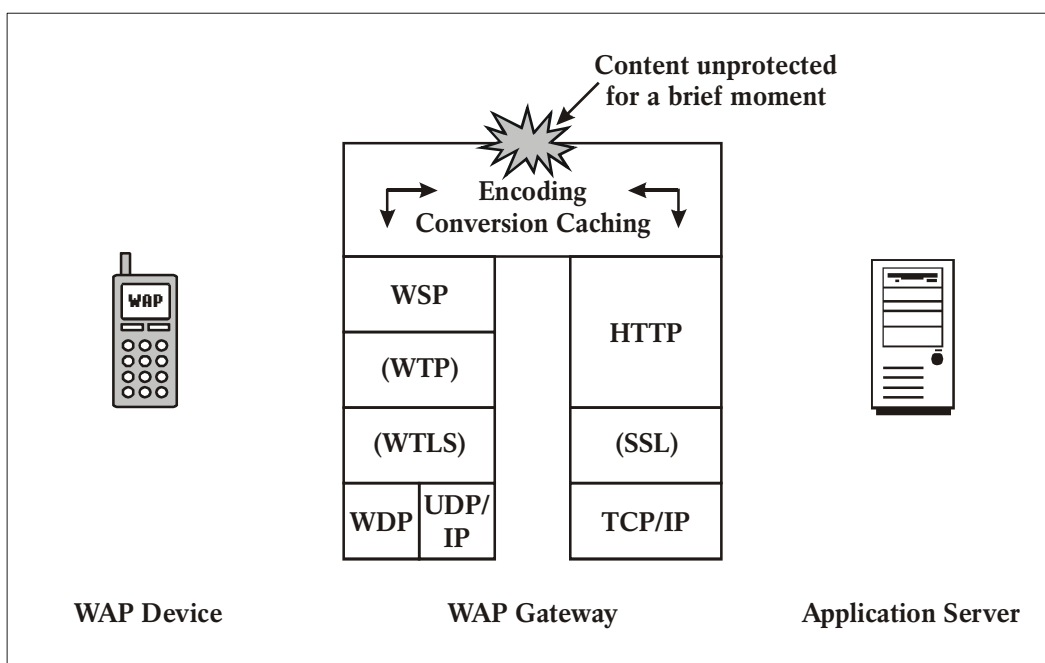 Content unprotected
for a brief moment
Encoding
Conversion Caching
WAP
WSP
HTTP
(WTP)
(WTLS)
(SSL)
WDP
UDP/
IP
TCP/IP
WAP Device
WAP Gateway
Application Server